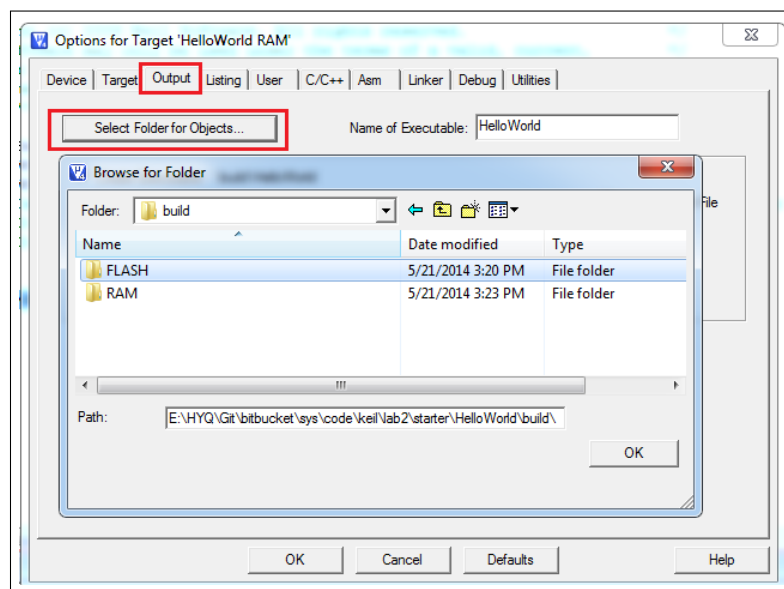 Options for Target 'HelloWorld RAM'
Device Target Output Listing User C/C++ Asm Linker Debug Utilities
Select Folder for Objects... Name of Executable: HelloWorld
Browse for Folder
File
Folder: build
Name Date modified Type
FLASH 5/21/2014 3:20 PM File folder
RAM 5/21/2014 3:23 PM File folder
Path: E:\HYQ\Git\bitbucket\sys\code\keil\lab2\starter\HelloWorld\build\
OK
OK Cancel Defaults Help